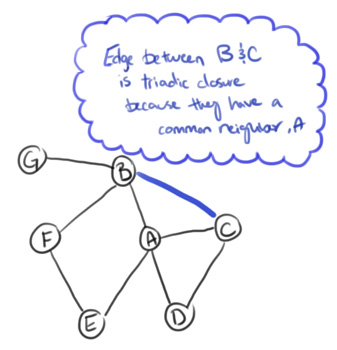 Edge between B & C
is triadic closure
because they have a
common neighbor, A
G
B
F
A
C
E
D